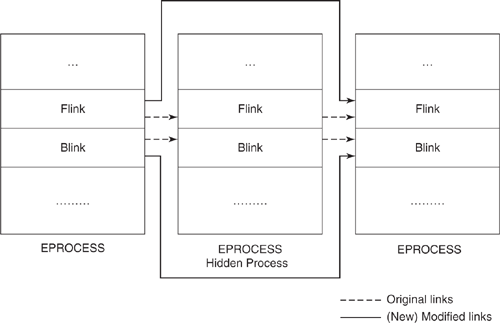 ... ... ...
Flink Flink Flink
Blink Blink Blink
......... ......... .........
EPROCESS EPROCESS EPROCESS
Hidden Process
Original links
(New) Modified links